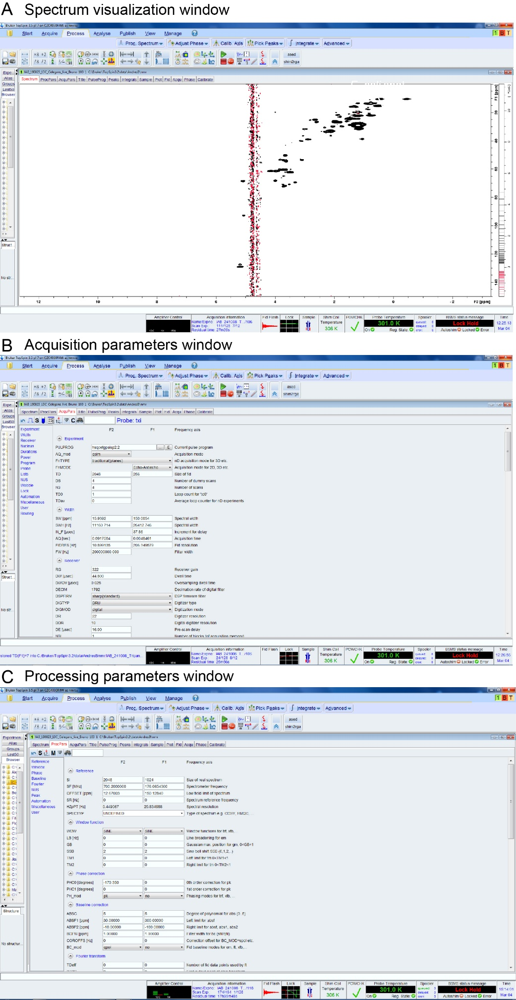 A Spectrum visualization window
Bruker TopSpin 3.5 pl 7 on CZC4030R4W as nmrsu
Start Acquire Process Analyse Publish View Manage
1 B T
Proc. Spectrum Adjust Phase Calib. Axis Pick Peaks Integrate Advanced
ased
shim2rga
Expe...
Alias
Groups
Last50
Browser
1 IAB_190823_13C_Celegans_live_Bruno 103 1 C:\Bruker\TopSpin3.2\data\AndresB\nmr
Spectrum ProcPars AcquPars Title PulseProg Peaks Integrals Sample Plot Fid Acqu Phase Calibrate
F1 [ppm]
20
40
60
80
100
120
140
Struct...
No str...
12 10 8 6 4 2 0 -2 F2 [ppm]
Amplifier Control Acquisition information Fid Flash Lock Sample Shim Coil Temperature POWCHK Probe Temperature Spooler BSMS status message Time
13C 1H 15N
Name/Expno: IAB_241008_T.../106
Scan Exp.: 111/128 7/12
Residual time: 27m39s
306 K
301.0 K
On Reg. State:
queued: 0
delayed: 0
cron: 0
Lock Hold
Autoshim Locked Error
12:25:13
Mar 04
B Acquisition parameters window
Bruker TopSpin 3.5 pl 7 on CZC4030R4W as nmrsu
Start Acquire Process Analyse Publish View Manage
1 B T
Proc. Spectrum Adjust Phase Calib. Axis Pick Peaks Integrate Advanced
ased
shim2rga
Expe...
Alias
Groups
Last50
Browser
1 IAB_190823_13C_Celegans_live_Bruno 103 1 C:\Bruker\TopSpin3.2\data\AndresB\nmr
Spectrum ProcPars AcquPars Title PulseProg Peaks Integrals Sample Plot Fid Acqu Phase Calibrate
S C Probe: txi
Experiment
Width
Receiver
Nucleus
Durations
Power
Program
Probe
Lists
NUS
Wobble
Lock
Automation
Miscellaneous
User
Routing
F2 F1 Frequency axis
Experiment
PULPROG hsqcetgpsisp2.2 ... E Current pulse program
AQ_mod qsim Acquisition mode
FnTYPE traditional(planes) nD acquisition mode for 3D etc.
FnMODE Echo-Antiecho Acquisition mode for 2D, 3D etc.
TD 2048 256 Size of fid
DS 4 Number of dummy scans
NS 4 Number of scans
TD0 1 Loop count for 'td0'
TDav 0 Average loop counter for nD experiments
Width
SW [ppm] 15.9392 150.0054 Spectral width
SWH [Hz] 11160.714 26412.746 Spectral width
IN_F [µsec] 37.86 Increment for delay
AQ [sec] 0.0917504 0.0048461 Acquisition time
FIDRES [Hz] 10.899135 206.349579 Fid resolution
FW [Hz] 200000000.000 Filter width
Receiver
RG 322 Receiver gain
DW [µsec] 44.800 Dwell time
DWOV [µsec] 0.025 Oversampling dwell time
DECIM 1792 Decimation rate of digital filter
DSPFIRM sharp(standard) DSP firmware filter
DIGTYP DRU Digitizer type
DIGMOD digital Digitization mode
DR 22 Digitizer resolution
DDR 10 Digital digitizer resolution
DE [µsec] 16.00 Pre-scan delay
NBL 1 Number of blocks (of acquisition memory)
Struct...
No str...
stored TD[F1]=7 into C:/Bruker/TopSpin3.2/data/AndresB/nmr/IAB_241008_Tripan...
Amplifier Control Acquisition information Fid Flash Lock Sample Shim Coil Temperature POWCHK Probe Temperature Spooler BSMS status message Time
13C 1H 15N
Name/Expno: IAB_241008_T.../106
Scan Exp.: 24/128 8/12
Residual time: 25m56s
306 K
301.0 K
On Reg. State:
queued: 0
delayed: 0
cron: 0
Lock Hold
Autoshim Locked Error
12:26:56
Mar 04
C Processing parameters window
Bruker TopSpin 3.5 pl 7 on CZC4030R4W as nmrsu
Start Acquire Process Analyse Publish View Manage
1 B T
Proc. Spectrum Adjust Phase Calib. Axis Pick Peaks Integrate Advanced
ased
shim2rga
Experimen
Alias
Groups
Last50
Browser
1 IAB_190823_13C_Celegans_live_Bruno 103 1 C:\Bruker\TopSpin3.2\data\AndresB\nmr
Spectrum ProcPars AcquPars Title PulseProg Peaks Integrals Sample Plot Fid Acqu Phase Calibrate
S M
Reference
Window
Phase
Baseline
Fourier
NUS
Peak
Automation
Miscellaneous
User
F2 F1 Frequency axis
Reference
SI 2048 1024 Size of real spectrum
SF [MHz] 700.2000000 176.0654300 Spectrometer frequency
OFFSET [ppm] 12.67003 150.12840 Low field limit of spectrum
SR [Hz] 0 0 Spectrum reference frequency
HZpPT [Hz] 5.449567 25.834988 Spectral resolution
SPECTYP UNDEFINED Type of spectrum e.g. COSY, HMQC, ...
Window function
WDW SINE SINE Window functions for trf, xfb, ...
LB [Hz] 0 0 Line broadening for em
GB 0 0 Gaussian max. position for gm, 0<GB<1
SSB 2 2 Sine bell shift SSB (0,1,2,..)
TM1 0 0 Left limit for tm 0<TM1<1
TM2 0 0 Right limit for tm 0<TM2<1
Phase correction
PHC0 [degrees] -170.350 0 0th order correction for pk
PHC1 [degrees] 0 0 1st order correction for pk
PH_mod pk no Phasing modes for trf, xfb, ...
Baseline correction
ABSG 5 5 Degree of polynomial for abs (0..5)
ABSF1 [ppm] 30.00000 300.00000 Left limit for absf
ABSF2 [ppm] -10.00000 -100.00000 Right limit for absf, abs1, abs2
BCFW [ppm] 1.00000 1.00000 Filter width for bc (sfil/qfil)
COROFFS [Hz] 0 0 Correction offset for BC_MOD=spol etc.
BC_mod qpol no Fid baseline modes for em, ft, xfb, ...
Fourier transform
TDeff 0 0 Number of fid data points used by ft
Structure
No structur...
Amplifier Control Acquisition information Fid Flash Lock Sample Shim Coil Temperature POWCHK Probe Temperature Spooler BSMS status message Time
13C 1H
Name/Expno: IAB_241008_T.../118
Scan Exp.: 174/464 1/128
Residual time: 17h35m48s
306 K
301.0 K
On Reg. State:
queued: 0
delayed: 0
cron: 0
Lock Hold
Autoshim Locked Error
15:14:01
Mar 04